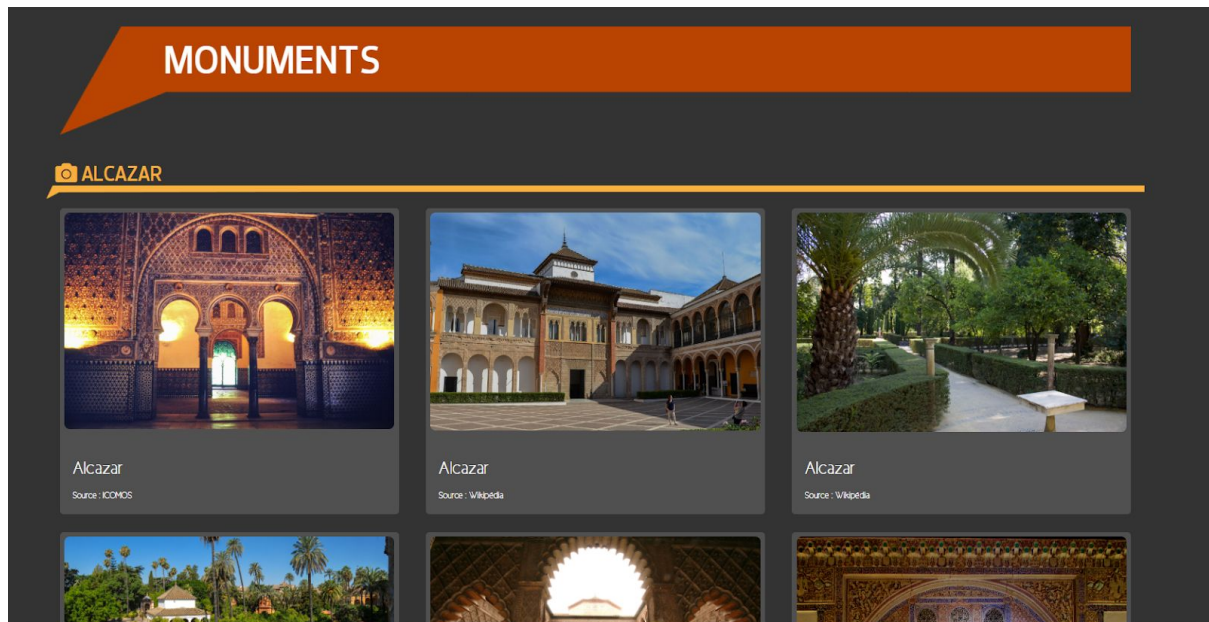 MONUMENTS
ALCAZAR
Alcazar
Source : ICOMOS
Alcazar
Source : Wikipédia
Alcazar
Source : Wikipédia